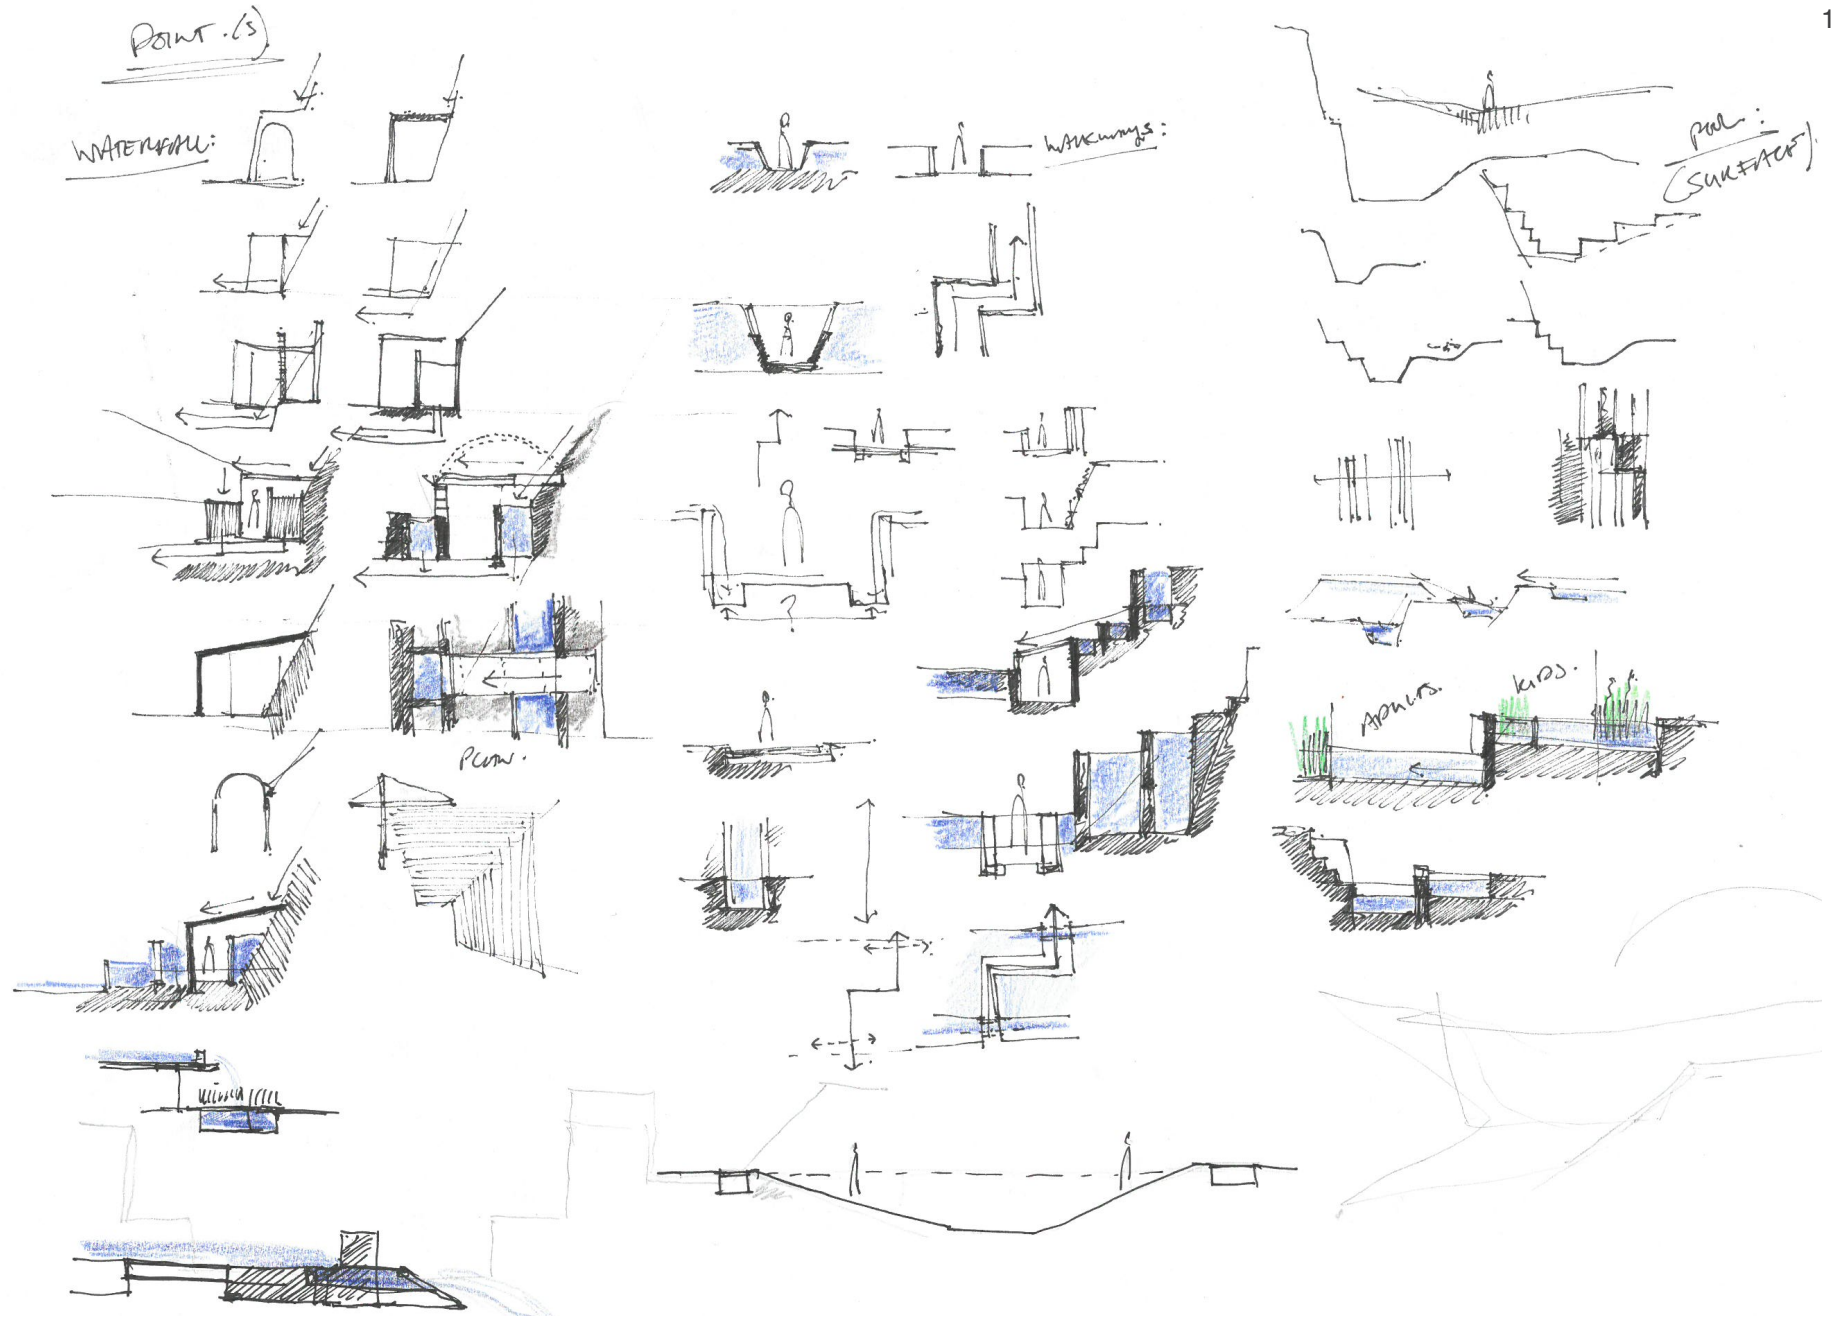 1
POINT.(S)
WATERFALL:
WALKWAYS:
POOL:
(SURFACE).
ADULTS.
KIDS.
PLAN.
?